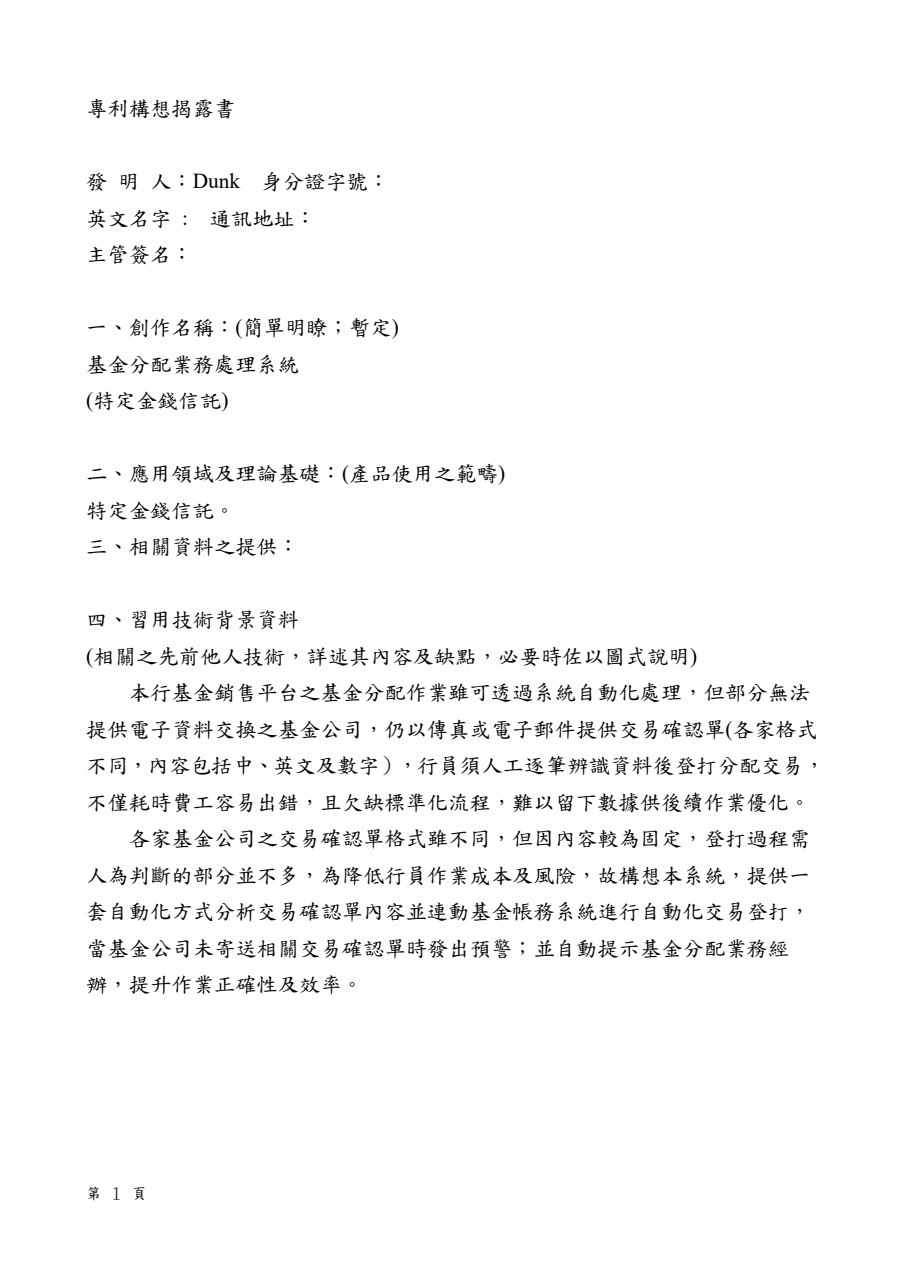 專利構想揭露書
發 明 人：Dunk　身分證字號：
英文名字 ： 通訊地址：
主管簽名：
一、創作名稱：(簡單明瞭；暫定)
基金分配業務處理系統
(特定金錢信託)
二、應用領域及理論基礎：(產品使用之範疇)
特定金錢信託。
三、相關資料之提供：
四、習用技術背景資料
(相關之先前他人技術，詳述其內容及缺點，必要時佐以圖式說明)
本行基金銷售平台之基金分配作業雖可透過系統自動化處理，但部分無法
提供電子資料交換之基金公司，仍以傳真或電子郵件提供交易確認單(各家格式
不同，內容包括中、英文及數字），行員須人工逐筆辨識資料後登打分配交易，
不僅耗時費工容易出錯，且欠缺標準化流程，難以留下數據供後續作業優化。
各家基金公司之交易確認單格式雖不同，但因內容較為固定，登打過程需
人為判斷的部分並不多，為降低行員作業成本及風險，故構想本系統，提供一
套自動化方式分析交易確認單內容並連動基金帳務系統進行自動化交易登打，
當基金公司未寄送相關交易確認單時發出預警；並自動提示基金分配業務經
辦，提升作業正確性及效率。
第 1 頁